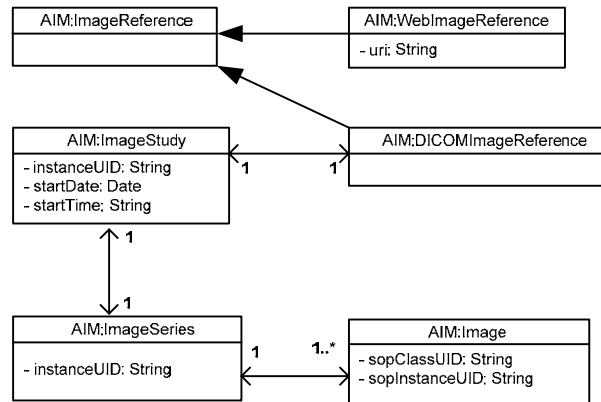 AIM:ImageReference
AIM:WebImageReference
- uri: String
AIM:ImageStudy
- instanceUID: String
- startDate: Date
- startTime: String
AIM:DICOMImageReference
1
1
1
1
AIM:ImageSeries
- instanceUID: String
1
1..*
AIM:Image
- sopClassUID: String
- sopInstanceUID: String